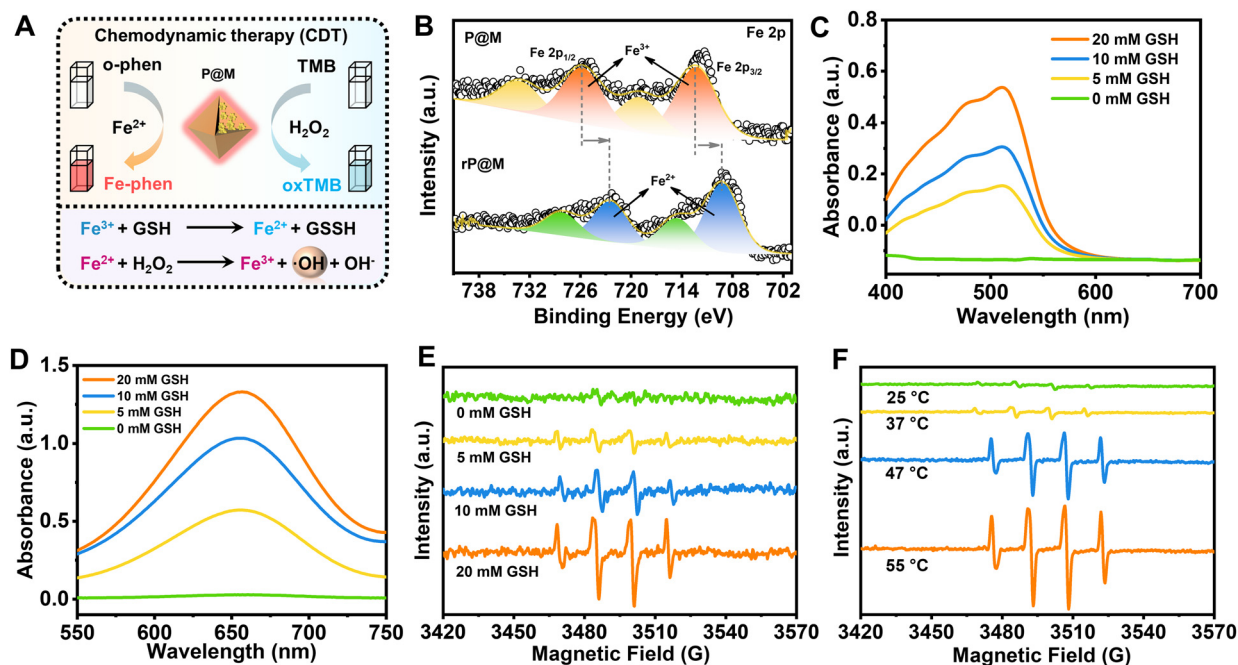 A
Chemodynamic therapy (CDT)
o-phen
P@M
TMB
Fe²⁺
H₂O₂
Fe-phen
oxTMB
Fe³⁺ + GSH ⟶ Fe²⁺ + GSSH
Fe²⁺ + H₂O₂ ⟶ Fe³⁺ + ·OH + OH⁻
B
P@M
Fe 2p
Fe 2p₁/₂
Fe³⁺
Fe 2p₃/₂
rP@M
Fe²⁺
Intensity (a.u.)
738 732 726 720 714 708 702
Binding Energy (eV)
C
20 mM GSH
10 mM GSH
5 mM GSH
0 mM GSH
Absorbance (a.u.)
0.8
0.6
0.4
0.2
0.0
400 500 600 700
Wavelength (nm)
D
20 mM GSH
10 mM GSH
5 mM GSH
0 mM GSH
Absorbance (a.u.)
1.5
1.0
0.5
0.0
550 600 650 700 750
Wavelength (nm)
E
0 mM GSH
5 mM GSH
10 mM GSH
20 mM GSH
Intensity (a.u.)
3420 3450 3480 3510 3540 3570
Magnetic Field (G)
F
25 °C
37 °C
47 °C
55 °C
Intensity (a.u.)
3420 3450 3480 3510 3540 3570
Magnetic Field (G)